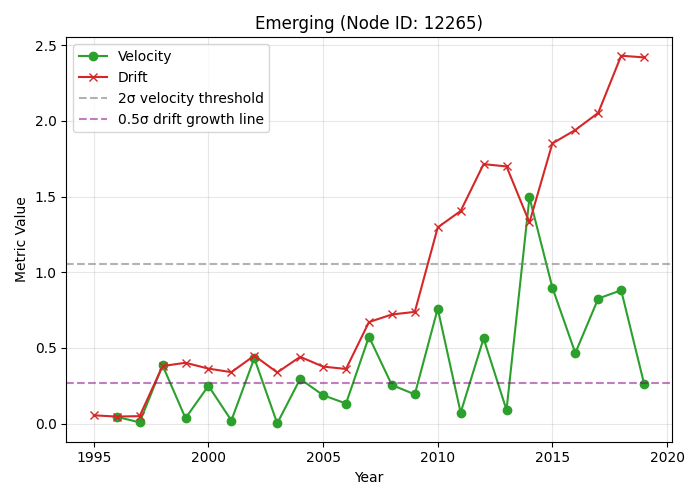 Emerging (Node ID: 12265)
Velocity
Drift
2σ velocity threshold
0.5σ drift growth line
Metric Value
2.5
2.0
1.5
1.0
0.5
0.0
1995 2000 2005 2010 2015 2020
Year